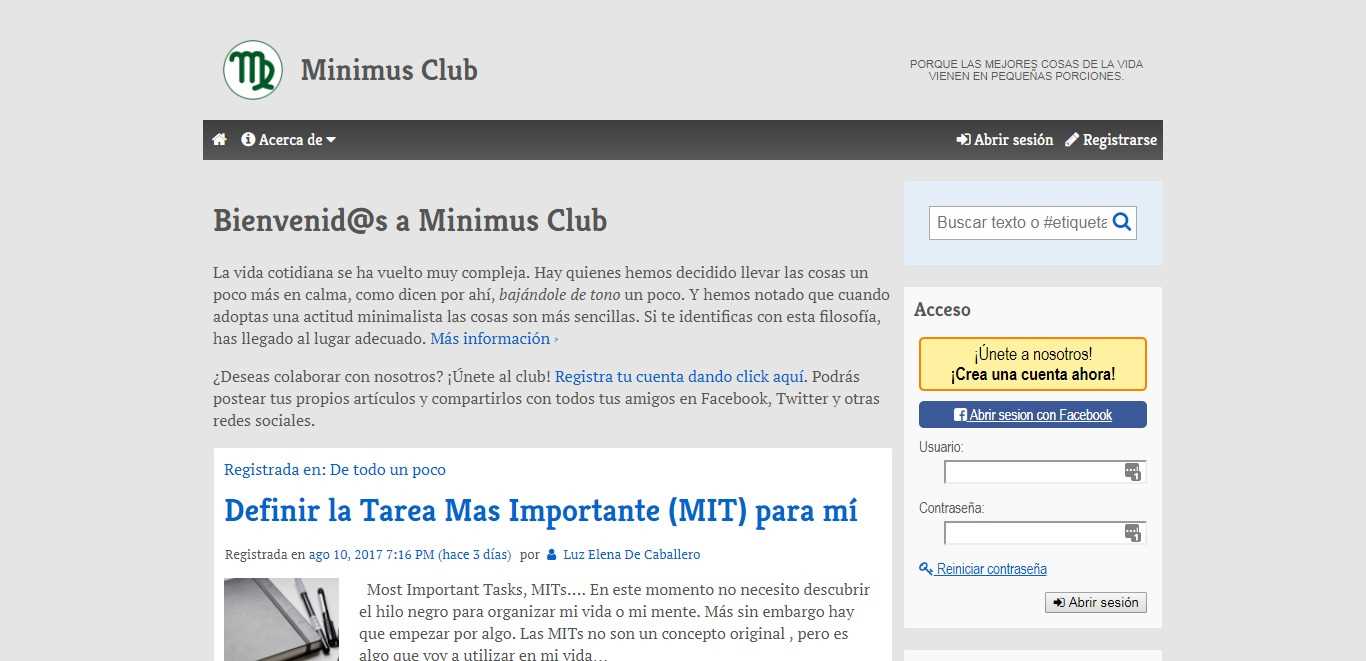 Minimus Club
PORQUE LAS MEJORES COSAS DE LA VIDA
VIENEN EN PEQUEÑAS PORCIONES.
Acerca de
Abrir sesión
Registrarse
Bienvenid@s a Minimus Club
La vida cotidiana se ha vuelto muy compleja. Hay quienes hemos decidido llevar las cosas un
poco más en calma, como dicen por ahí, bajándole de tono un poco. Y hemos notado que cuando
adoptas una actitud minimalista las cosas son más sencillas. Si te identificas con esta filosofía,
has llegado al lugar adecuado. Más información ›
¿Deseas colaborar con nosotros? ¡Únete al club! Registra tu cuenta dando click aquí. Podrás
postear tus propios artículos y compartirlos con todos tus amigos en Facebook, Twitter y otras
redes sociales.
Registrada en: De todo un poco
Definir la Tarea Mas Importante (MIT) para mí
Registrada en ago 10, 2017 7:16 PM (hace 3 días) por Luz Elena De Caballero
Most Important Tasks, MITs.... En este momento no necesito descubrir
el hilo negro para organizar mi vida o mi mente. Más sin embargo hay
que empezar por algo. Las MITs no son un concepto original , pero es
algo que voy a utilizar en mi vida...
Buscar texto o #etiqueta
Acceso
¡Únete a nosotros!
¡Crea una cuenta ahora!
Abrir sesion con Facebook
Usuario:
Contraseña:
Reiniciar contraseña
Abrir sesión